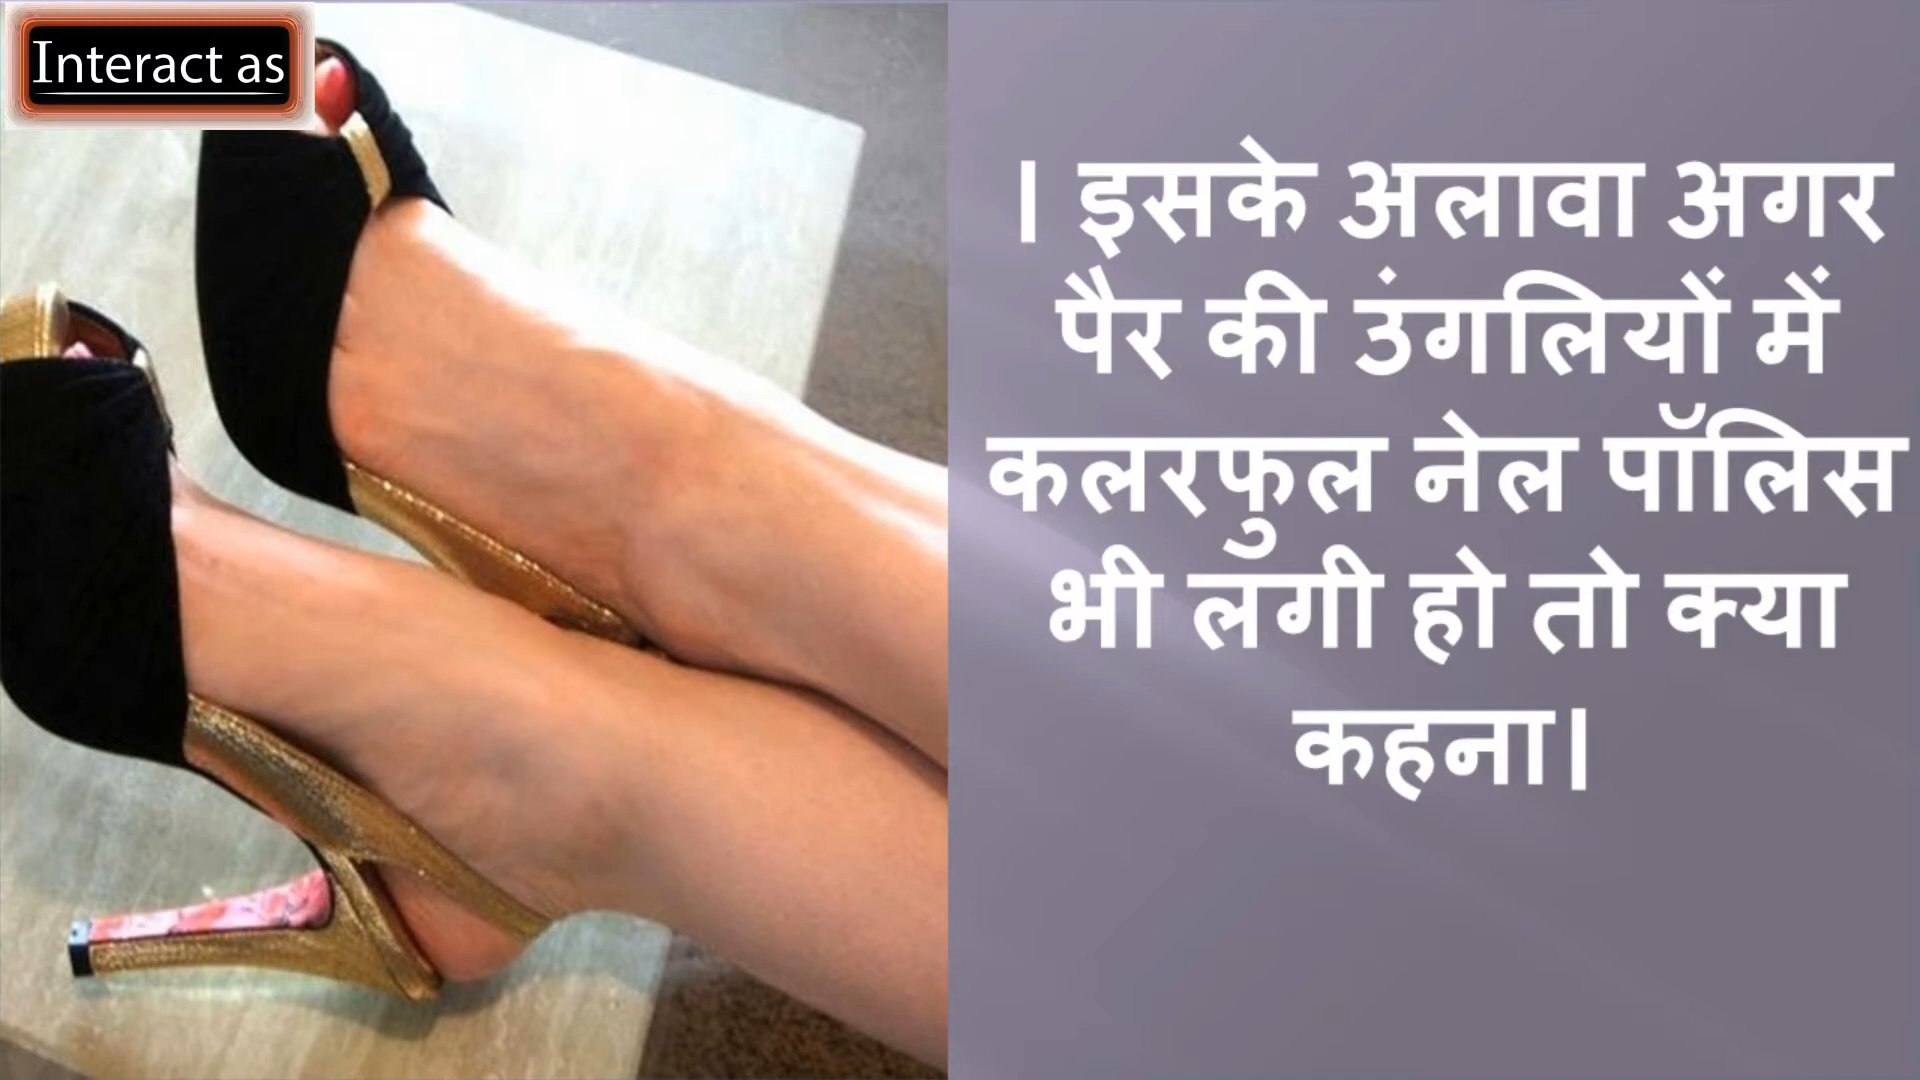 Interact as
। इसके अलावा अगर
पैर की उंगलियों में
कलरफुल नेल पॉलिस
भी लगी हो तो क्या
कहना।